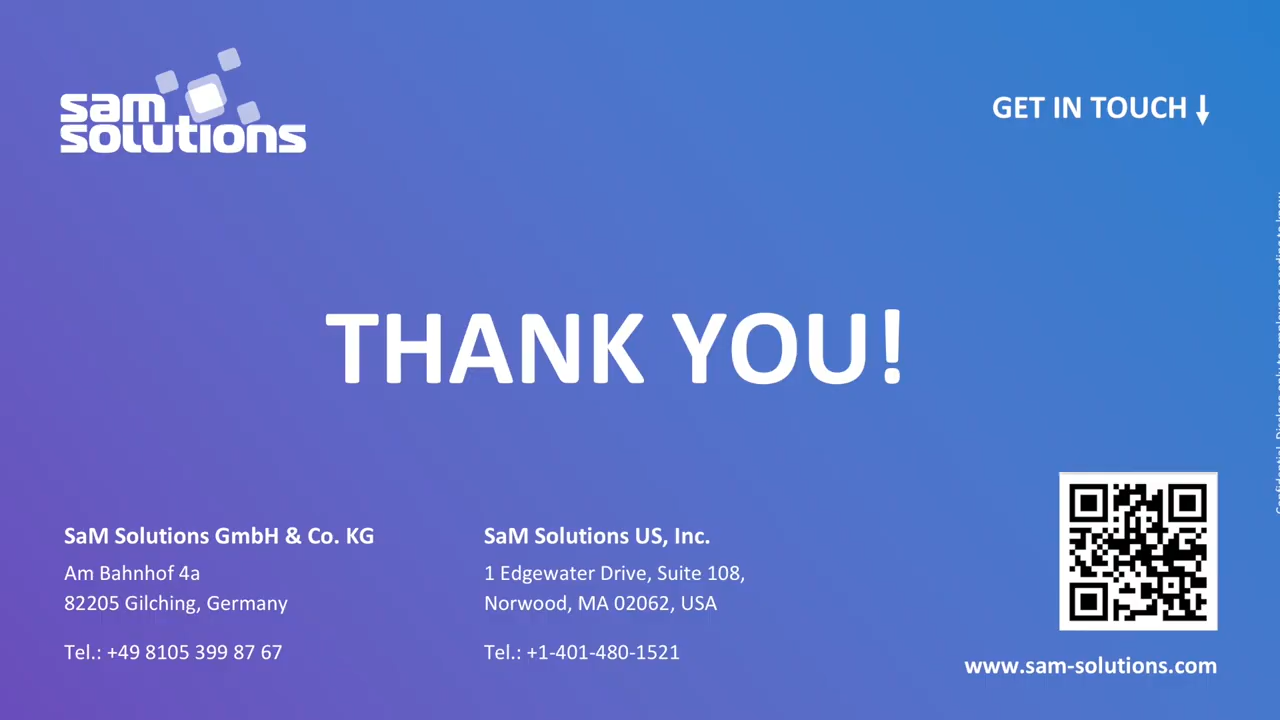 sam
solutions
GET IN TOUCH
THANK YOU!
SaM Solutions GmbH & Co. KG
Am Bahnhof 4a
82205 Gilching, Germany
Tel.: +49 8105 399 87 67
SaM Solutions US, Inc.
1 Edgewater Drive, Suite 108,
Norwood, MA 02062, USA
Tel.: +1-401-480-1521
www.sam-solutions.com